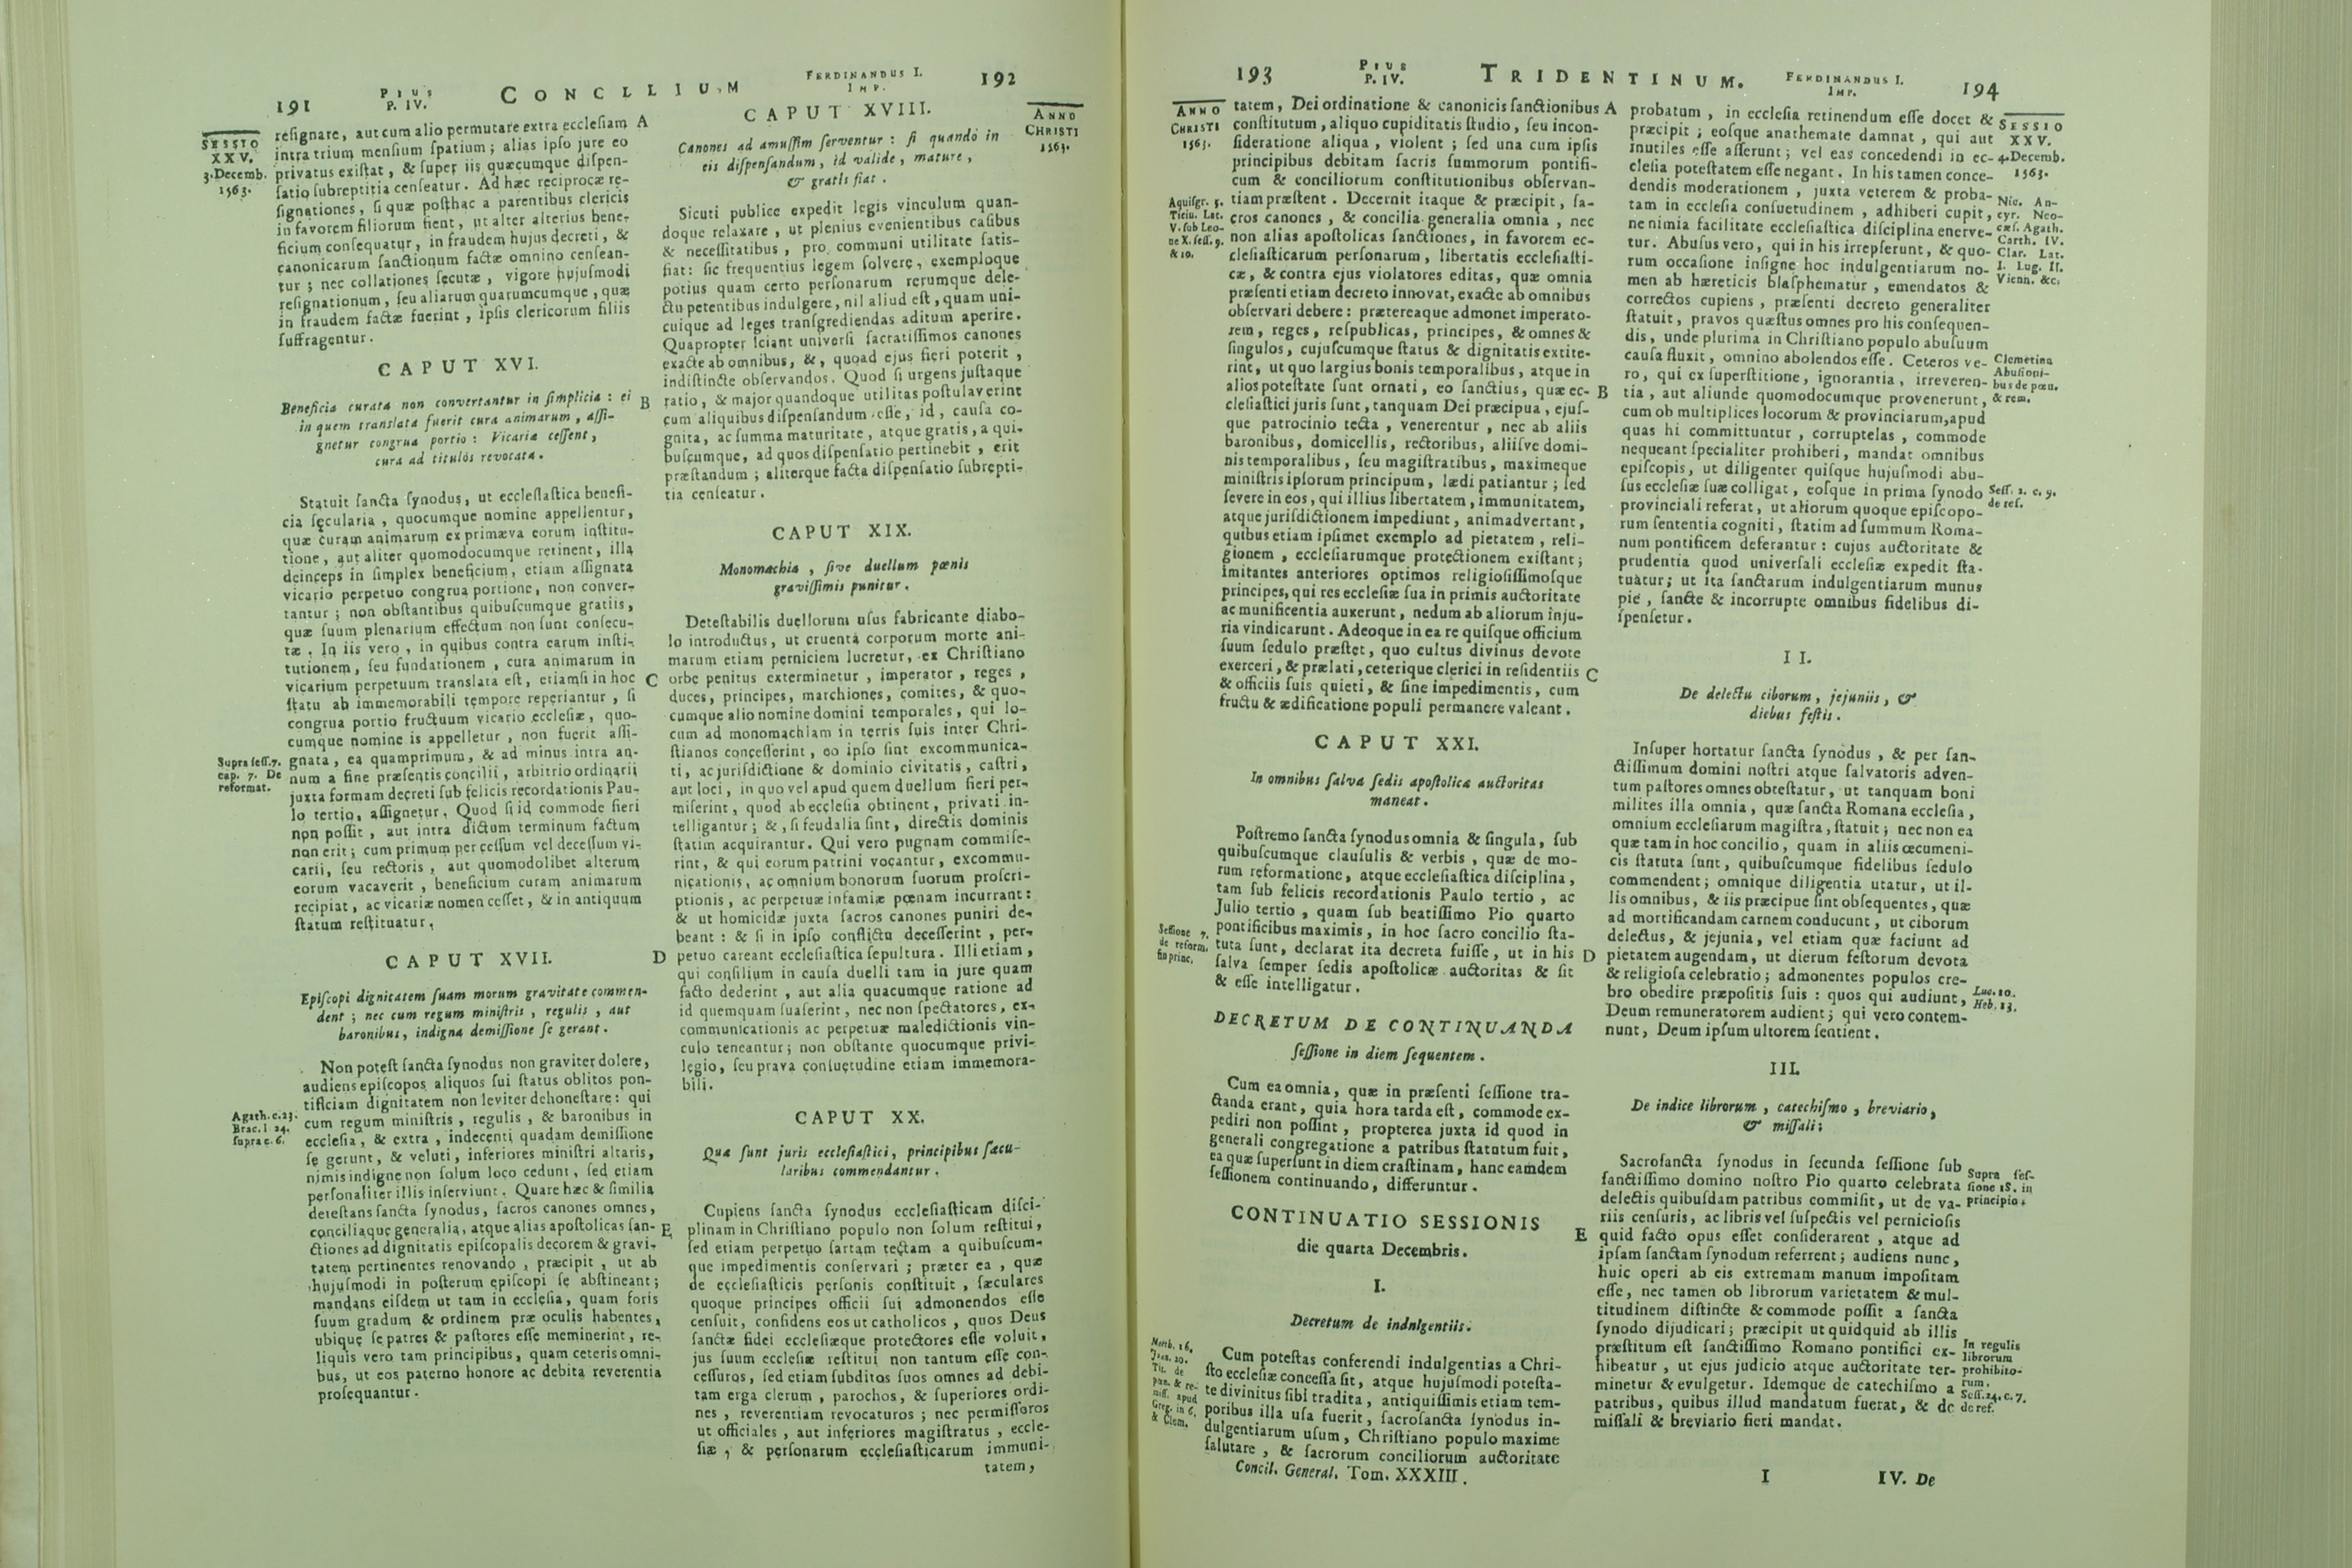 191
PIUS
P. IV.
CONCILIUM
FERDINANDUS I.
IMP.
192
SESSIO
XXV.
3. Decemb.
1563.
resignare, aut cum alio permutare extra ecclesiam A
intra trium mensium spatium; alias ipso jure eo
privatus existat, & super iis quæcumque dispen-
satio subreptitia censeatur. Ad hæc reciprocæ re-
signationes, si quæ posthac a parentibus clericis
in favorem filiorum fient, ut alter alterius bene-
ficium consequatur, in fraudem hujus decreti, &
canonicarum sanctionum factæ omnino censean-
tur; nec collationes secutæ, vigore hujusmodi
resignationum, seu aliarum quarumcumque, quæ
in fraudem factæ fuerint, ipsis clericorum filiis
suffragentur.
CAPUT XVI.
Beneficia curata non convertantur in simplicia: ei B
in quem translata fuerit cura animarum, assi-
gnetur congrua portio: Vicaria cessent,
cura ad titulos revocata.
Statuit sancta synodus, ut ecclesiastica benefi-
cia secularia, quocumque nomine appellentur,
quæ curam animarum ex primæva eorum institu-
tione, aut aliter quomodocumque retinent, illa
deinceps in simplex beneficium, etiam assignata
vicario perpetuo congrua portione, non conver-
tantur; non obstantibus quibuscumque gratiis,
quæ suum plenarium effectum non sunt consecu-
tæ. In iis vero, in quibus contra earum insti-
tutionem, seu fundationem, cura animarum in
vicarium perpetuum translata est, etiamsi in hoc C
statu ab immemorabili tempore reperiantur, si
congrua portio fructuum vicario ecclesiæ, quo-
cumque nomine is appelletur, non fuerit assi-
gnata, ea quamprimum, & ad minus intra an-
num a fine præsentis concilii, arbitrio ordinarii
juxta formam decreti sub felicis recordationis Pau-
lo tertio, assignetur. Quod si id commode fieri
non possit, aut intra dictum terminum factum
non erit; cum primum per cessum vel decessum vi-
carii, seu rectoris, aut quomodolibet alterum
eorum vacaverit, beneficium curam animarum
recipiat, ac vicariæ nomen cesset, & in antiquum
statum restituatur.
Supra sess. 7.
cap. 7. De
reformat.
CAPUT XVII. D
Episcopi dignitatem suam morum gravitate commen-
dent; nec cum regum ministris, regulis, aut
baronibus, indigna demissione se gerant.
Non potest sancta synodus non graviter dolere,
audiens episcopos aliquos sui status oblitos pon-
tificiam dignitatem non leviter dehonestare: qui
cum regum ministris, regulis, & baronibus in
ecclesia, & extra, indecenti quadam demissione
se gerunt, & veluti, inferiores ministri altaris,
nimis indigne non solum loco cedunt, sed etiam
personaliter illis inserviunt. Quare hæc & similia
detestans sancta synodus, sacros canones omnes,
conciliaque generalia, atque alias apostolicas san- E
ctiones ad dignitatis episcopalis decorem & gravi-
tatem pertinentes renovando, præcipit, ut ab
hujusmodi in posterum episcopi se abstineant;
mandans eisdem ut tam in ecclesia, quam foris
suum gradum & ordinem præ oculis habentes,
ubique se patres & pastores esse meminerint, re-
liquis vero tam principibus, quam ceteris omni-
bus, ut eos paterno honore ac debita reverentia
prosequantur.
Agath. c. 23.
Brac. I 24.
supra c. 6.
CAPUT XVIII.
Canones ad amussim serventur: si quando in
eis dispensandum, id valide, mature,
& gratis fiat.
ANNO
CHRISTI
1563.
Sicuti publice expedit legis vinculum quan-
doque relaxare, ut plenius evenientibus casibus
& necessitatibus, pro communi utilitate satis-
fiat: sic frequentius legem solvere, exemploque
potius quam certo personarum rerumque dele-
ctu petentibus indulgere, nil aliud est, quam uni-
cuique ad leges transgrediendas aditum aperire.
Quapropter sciant universi sacratissimos canones
exacte ab omnibus, &, quoad ejus fieri poterit,
indistincte observandos. Quod si urgens justaque
ratio, & major quandoque utilitas postulaverint
cum aliquibus dispensandum esse, id, causa co-
gnita, ac summa maturitate, atque gratis, a qui-
buscumque, ad quos dispensatio pertinebit, erit
præstandum; aliterque facta dispensatio subrepti-
tia censeatur.
CAPUT XIX.
Monomachia, sive duellum pœnis
gravissimis punitur.
Detestabilis duellorum usus fabricante diabo-
lo introductus, ut cruenta corporum morte ani-
marum etiam perniciem lucretur, ex Christiano
orbe penitus exterminetur, imperator, reges,
duces, principes, marchiones, comites, & quo-
cumque alio nomine domini temporales, qui lo-
cum ad monomachiam in terris suis inter Chri-
stianos concesserint, eo ipso sint excommunica-
ti, ac jurisdictione & dominio civitatis, castri,
aut loci, in quo vel apud quem duellum fieri per-
miserint, quod ab ecclesia obtinent, privati in-
telligantur; &, si feudalia sint, directis dominis
statim acquirantur. Qui vero pugnam commise-
rint, & qui eorum patrini vocantur, excommu-
nicationis, ac omnium bonorum suorum proscri-
ptionis, ac perpetuæ infamiæ pœnam incurrant:
& ut homicidæ juxta sacros canones puniri de-
beant: & si in ipso conflictu decesserint, per-
petuo careant ecclesiastica sepultura. Illi etiam,
qui consilium in causa duelli tam in jure quam
facto dederint, aut alia quacumque ratione ad
id quemquam suaserint, nec non spectatores, ex-
communicationis ac perpetuæ maledictionis vin-
culo teneantur; non obstante quocumque privi-
legio, seu prava consuetudine etiam immemora-
bili.
CAPUT XX.
Qua sunt juris ecclesiastici, principibus sæcu-
laribus commendantur.
Cupiens sancta synodus ecclesiasticam disci-
plinam in Christiano populo non solum restitui,
sed etiam perpetuo sartam tectam a quibuscum-
que impedimentis conservari; præter ea, quæ
de ecclesiasticis personis constituit, sæculares
quoque principes officii sui admonendos esse
censuit, confidens eos ut catholicos, quos Deus
sanctæ fidei ecclesiæque protectores esse voluit,
jus suum ecclesiæ restitui non tantum esse con-
cessuros, sed etiam subditos suos omnes ad debi-
tam erga clerum, parochos, & superiores ordi-
nes, reverentiam revocaturos; nec permissuros
ut officiales, aut inferiores magistratus, eccle-
siæ, & personarum ecclesiasticarum immuni-
tatem,
193
PIUS
P. IV.
TRIDENTINUM.
FERDINANDUS I.
IMP.
194
ANNO
CHRISTI
1563.
tatem, Dei ordinatione & canonicis sanctionibus A
constitutum, aliquo cupiditatis studio, seu incon-
sideratione aliqua, violent; sed una cum ipsis
principibus debitam sacris summorum pontifi-
cum & conciliorum constitutionibus observan-
tiam præstent. Decernit itaque & præcipit, sa-
cros canones, & concilia generalia omnia, nec
non alias apostolicas sanctiones, in favorem ec-
clesiasticarum personarum, libertatis ecclesiasti-
cæ, & contra ejus violatores editas, quæ omnia
præsenti etiam decreto innovat, exacte ab omnibus
observari debere: prætereaque admonet imperato-
rem, reges, respublicas, principes, & omnes &
singulos, cujuscumque status & dignitatis extite-
rint, ut quo largius bonis temporalibus, atque in
alios potestate sunt ornati, eo sanctius, quæ ec- B
clesiastici juris sunt, tanquam Dei præcipua, ejus-
que patrocinio tecta, venerentur, nec ab aliis
baronibus, domicellis, rectoribus, aliisve domi-
nis temporalibus, seu magistratibus, maximeque
ministris ipsorum principum, lædi patiantur; sed
severe in eos, qui illius libertatem, immunitatem,
atque jurisdictionem impediunt, animadvertant,
quibus etiam ipsimet exemplo ad pietatem, reli-
gionem, ecclesiarumque protectionem existant;
imitantes anteriores optimos religiosissimosque
principes, qui res ecclesiæ sua in primis auctoritate
ac munificentia auxerunt, nedum ab aliorum inju-
ria vindicarunt. Adeoque in ea re quisque officium
suum sedulo præstet, quo cultus divinus devote
exerceri, & prælati, ceterique clerici in residentiis C
& officiis suis quieti, & sine impedimentis, cum
fructu & ædificatione populi permanere valeant.
Aquisgr. 5.
Ticiu. Lat.
V. sub Leo-
ne X. sess. 9.
& 10.
CAPUT XXI.
In omnibus salva sedis apostolica auctoritas
maneat.
Postremo sancta synodus omnia & singula, sub
quibuscumque clausulis & verbis, quæ de mo-
rum reformatione, atque ecclesiastica disciplina,
tam sub felicis recordationis Paulo tertio, ac
Julio tertio, quam sub beatissimo Pio quarto
pontificibus maximis, in hoc sacro concilio sta-
tuta sunt, declarat ita decreta fuisse, ut in his D
salva semper sedis apostolicæ auctoritas & sit
& esse intelligatur.
Sessione 7.
de reform.
in princ.
DECRETUM DE CONTINUANDA
sessione in diem sequentem.
Cum ea omnia, quæ in præsenti sessione tra-
ctanda erant, quia hora tarda est, commode ex-
pediri non possint, propterea juxta id quod in
generali congregatione a patribus statutum fuit,
ea quæ supersunt in diem crastinam, hanc eamdem
sessionem continuando, differuntur.
CONTINUATIO SESSIONIS
die quarta Decembris. E
I.
Decretum de indulgentiis.
Cum potestas conferendi indulgentias a Chri-
sto ecclesiæ concessa sit, atque hujusmodi potesta-
te divinitus sibi tradita, antiquissimis etiam tem-
poribus illa usa fuerit, sacrosancta synodus in-
dulgentiarum usum, Christiano populo maxime
salutare, & sacrorum conciliorum auctoritate
Matth. 16.
Joan. 20.
Tit. de
pœn. & re-
miss. apud
Greg. in 6.
& Clem.
Concil. General. Tom. XXXIII.
SESSIO
XXV.
4. Decemb.
1563.
probatum, in ecclesia retinendum esse docet &
præcipit; eosque anathemate damnat, qui aut
inutiles esse asserunt; vel eas concedendi in ec-
clesia potestatem esse negant. In his tamen conce-
dendis moderationem, juxta veterem & proba-
tam in ecclesia consuetudinem, adhiberi cupit,
ne nimia facilitate ecclesiastica disciplina enerve-
tur. Abusus vero, qui in his irrepserunt, & quo-
rum occasione insigne hoc indulgentiarum no-
men ab hæreticis blasphematur, emendatos &
correctos cupiens, præsenti decreto generaliter
statuit, pravos quæstus omnes pro his consequen-
dis, unde plurima in Christiano populo abusuum
causa fluxit, omnino abolendos esse. Ceteros ve-
ro, qui ex superstitione, ignorantia, irreveren-
tia, aut aliunde quomodocumque provenerunt,
cum ob multiplices locorum & provinciarum, apud
quas hi committuntur, corruptelas, commode
nequeant specialiter prohiberi, mandat omnibus
episcopis, ut diligenter quisque hujusmodi abu-
sus ecclesiæ suæ colligat, eosque in prima synodo
provinciali referat, ut aliorum quoque episcopo-
rum sententia cogniti, statim ad summum Roma-
num pontificem deferantur: cujus auctoritate &
prudentia quod universali ecclesiæ expedit sta-
tuatur; ut ita sanctarum indulgentiarum munus
pie, sancte & incorrupte omnibus fidelibus di-
spensetur.
Nic. An-
cyr. Neo-
cæs. Agath.
Carth. IV.
Clar. Lat.
I. Lug. II.
Vienn. &c.
Clemetina
Abusioni-
bus de pœn.
& rem.
Sess. 2. c. 9.
de ref.
II.
De delectu ciborum, jejuniis, &
diebus festis.
Insuper hortatur sancta synodus, & per san-
ctissimum domini nostri atque salvatoris adven-
tum pastores omnes obtestatur, ut tanquam boni
milites illa omnia, quæ sancta Romana ecclesia,
omnium ecclesiarum magistra, statuit; nec non ea
quæ tam in hoc concilio, quam in aliis œcumeni-
cis statuta sunt, quibuscumque fidelibus sedulo
commendent; omnique diligentia utatur, ut il-
lis omnibus, & iis præcipue sint obsequentes, quæ
ad mortificandam carnem conducunt, ut ciborum
delectus, & jejunia, vel etiam quæ faciunt ad
pietatem augendam, ut dierum festorum devota
& religiosa celebratio; admonentes populos cre-
bro obedire præpositis suis: quos qui audiunt,
Deum remuneratorem audient; qui vero contem-
nunt, Deum ipsum ultorem sentient.
Luc. 10.
Heb. 13.
III.
De indice librorum, catechismo, breviario,
& missali:
Sacrosancta synodus in secunda sessione sub
sanctissimo domino nostro Pio quarto celebrata
delectis quibusdam patribus commisit, ut de va-
riis censuris, ac libris vel suspectis vel perniciosis
quid facto opus esset considerarent, atque ad
ipsam sanctam synodum referrent; audiens nunc,
huic operi ab eis extremam manum impositam
esse, nec tamen ob librorum varietatem & mul-
titudinem distincte & commode possit a sancta
synodo dijudicari; præcipit ut quidquid ab illis
præstitum est sanctissimo Romano pontifici ex-
hibeatur, ut ejus judicio atque auctoritate ter-
minetur & evulgetur. Idemque de catechismo a
patribus, quibus illud mandatum fuerat, & de
missali & breviario fieri mandat.
Supra ses-
sione 18. in
principio.
In regulis
librorum
prohibito-
rum.
Sess. 24. c. 7.
de ref.
I
IV. De